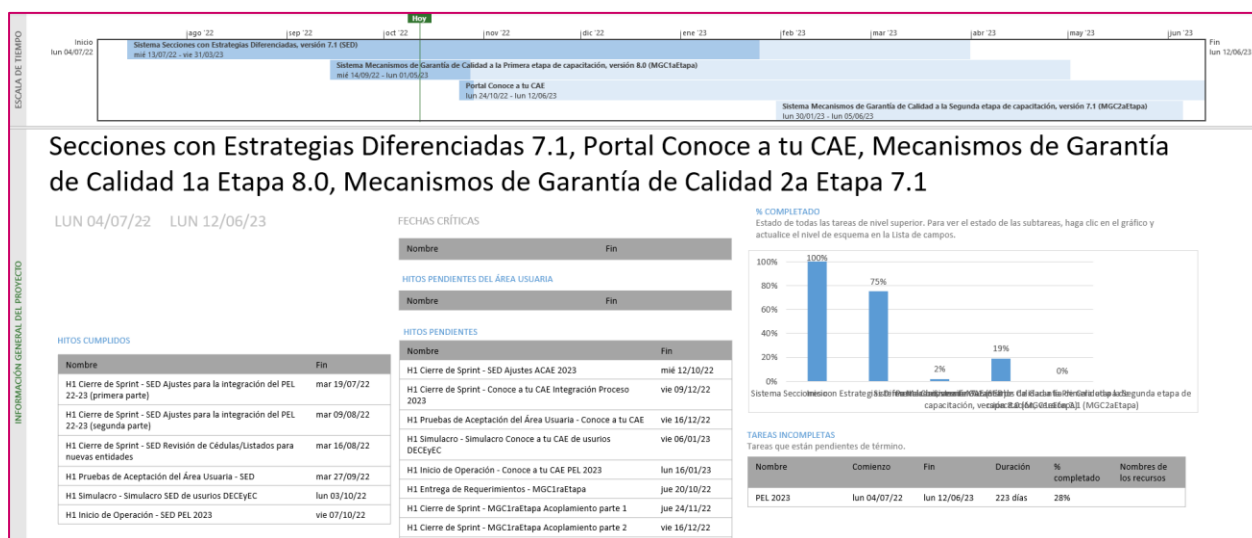 Hoy
ago '22
sep '22
oct '22
nov '22
dic '22
ene '23
feb '23
mar '23
abr '23
may '23
jun '23
ESCALA DE TIEMPO
Inicio
lun 04/07/22
Sistema Secciones con Estrategias Diferenciadas, versión 7.1 (SED)
mié 13/07/22 - vie 31/03/23
Sistema Mecanismos de Garantía de Calidad a la Primera etapa de capacitación, versión 8.0 (MGC1aEtapa)
mié 14/09/22 - lun 01/05/23
Portal Conoce a tu CAE
lun 24/10/22 - lun 12/06/23
Sistema Mecanismos de Garantía de Calidad a la Segunda etapa de capacitación, versión 7.1 (MGC2aEtapa)
lun 30/01/23 - lun 05/06/23
Fin
lun 12/06/23
INFORMACIÓN GENERAL DEL PROYECTO
Secciones con Estrategias Diferenciadas 7.1, Portal Conoce a tu CAE, Mecanismos de Garantía
de Calidad 1a Etapa 8.0, Mecanismos de Garantía de Calidad 2a Etapa 7.1
LUN 04/07/22 LUN 12/06/23
HITOS CUMPLIDOS
Nombre Fin
H1 Cierre de Sprint - SED Ajustes para la integración del PEL mar 19/07/22
22-23 (primera parte)
H1 Cierre de Sprint - SED Ajustes para la integración del PEL mar 09/08/22
22-23 (segunda parte)
H1 Cierre de Sprint - SED Revisión de Cédulas/Listados para mar 16/08/22
nuevas entidades
H1 Pruebas de Aceptación del Área Usuaria - SED mar 27/09/22
H1 Simulacro - Simulacro SED de usurios DECEyEC lun 03/10/22
H1 Inicio de Operación - SED PEL 2023 vie 07/10/22
FECHAS CRÍTICAS
Nombre Fin
HITOS PENDIENTES DEL ÁREA USUARIA
Nombre Fin
HITOS PENDIENTES
Nombre Fin
H1 Cierre de Sprint - SED Ajustes ACAE 2023 mié 12/10/22
H1 Cierre de Sprint - Conoce a tu CAE Integración Proceso vie 09/12/22
2023
H1 Pruebas de Aceptación del Área Usuaria - Conoce a tu CAE vie 16/12/22
H1 Simulacro - Simulacro Conoce a tu CAE de usurios vie 06/01/23
DECEyEC
H1 Inicio de Operación - Conoce a tu CAE PEL 2023 lun 16/01/23
H1 Entrega de Requerimientos - MGC1raEtapa jue 20/10/22
H1 Cierre de Sprint - MGC1raEtapa Acoplamiento parte 1 jue 24/11/22
H1 Cierre de Sprint - MGC1raEtapa Acoplamiento parte 2 vie 16/12/22
% COMPLETADO
Estado de todas las tareas de nivel superior. Para ver el estado de las subtareas, haga clic en el gráfico y
actualice el nivel de esquema en la Lista de campos.
100%
80%
60%
40%
20%
0%
100%
75%
2%
19%
0%
TAREAS INCOMPLETAS
Tareas que están pendientes de término.
Nombre Comienzo Fin Duración % completado Nombres de los recursos
PEL 2023 lun 04/07/22 lun 12/06/23 223 días 28%